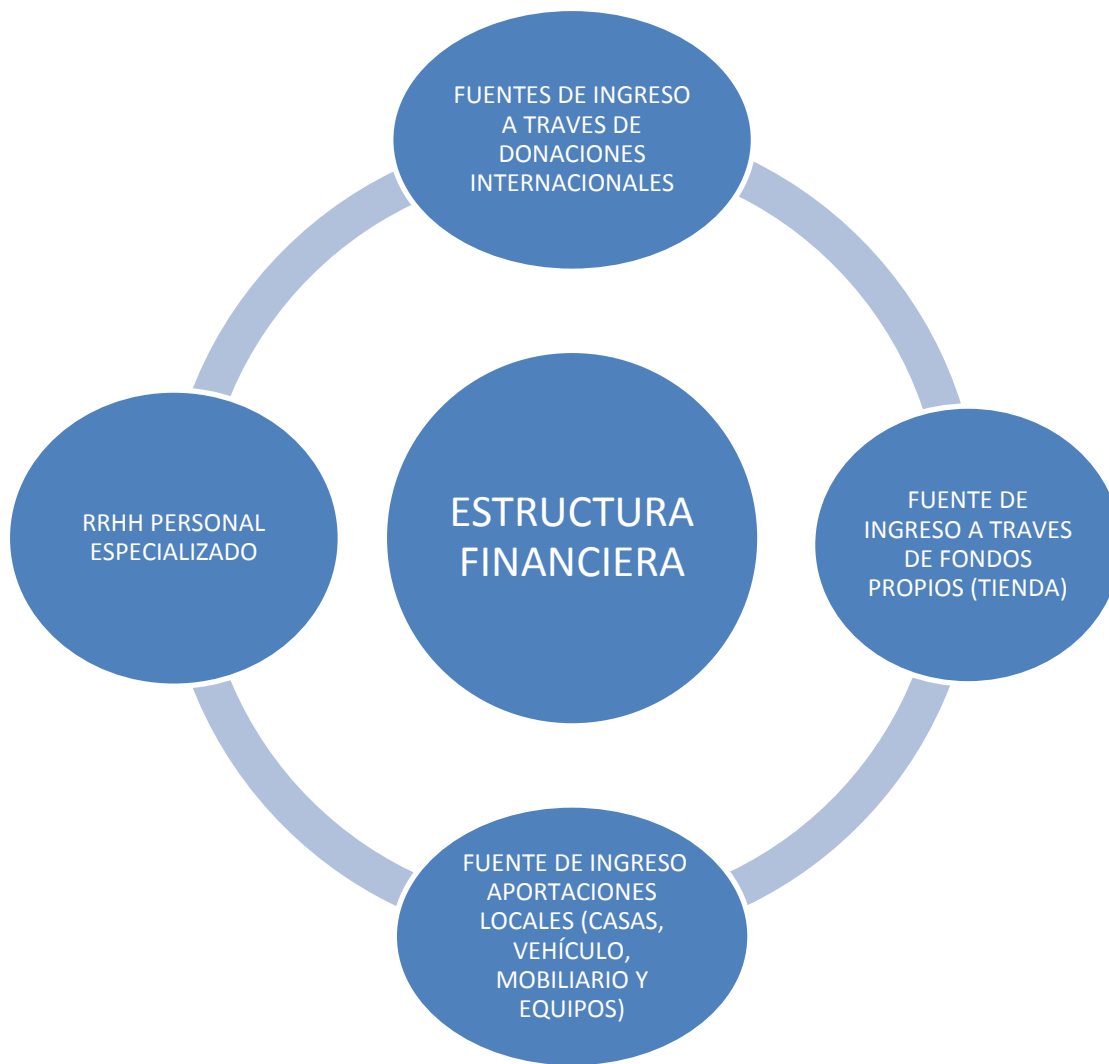 FUENTES DE INGRESO
A TRAVES DE
DONACIONES
INTERNACIONALES
RRHH PERSONAL
ESPECIALIZADO
ESTRUCTURA
FINANCIERA
FUENTE DE
INGRESO A TRAVES
DE FONDOS
PROPIOS (TIENDA)
FUENTE DE INGRESO
APORTACIONES
LOCALES (CASAS,
VEHÍCULO,
MOBILIARIO Y
EQUIPOS)